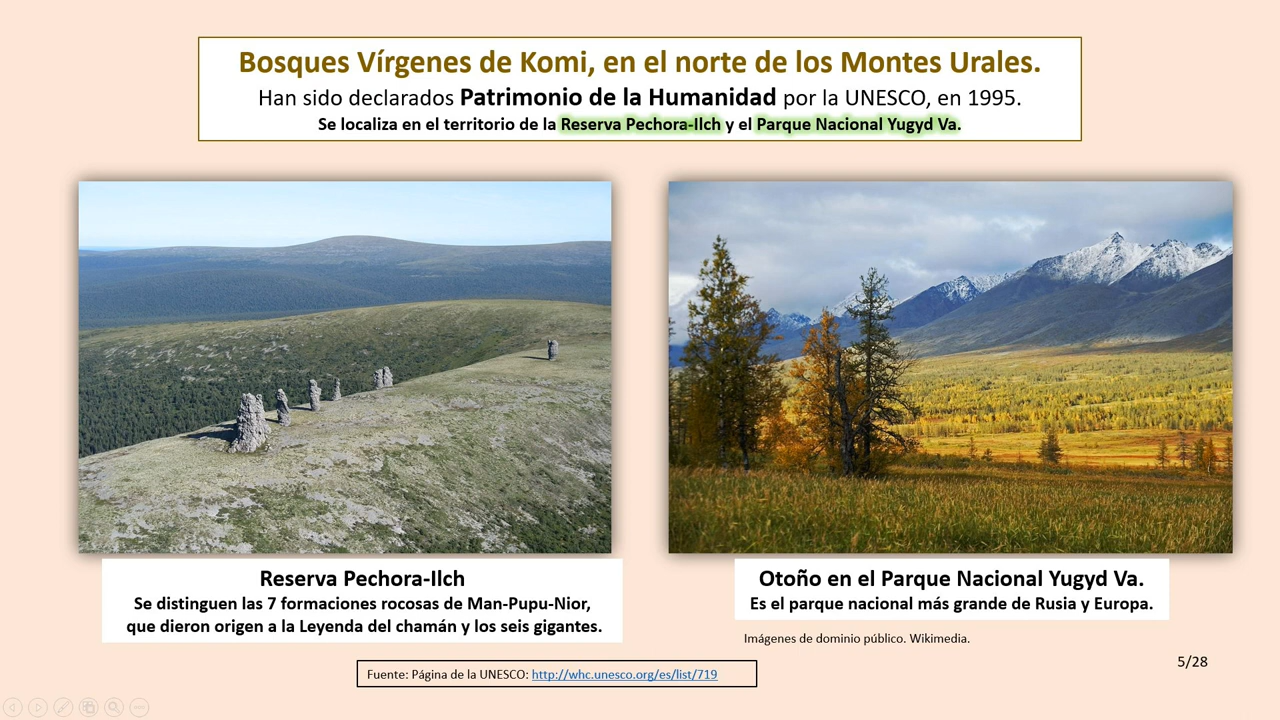 Bosques Vírgenes de Komi, en el norte de los Montes Urales.
Han sido declarados Patrimonio de la Humanidad por la UNESCO, en 1995.
Se localiza en el territorio de la Reserva Pechora-Ilch y el Parque Nacional Yugyd Va.
Reserva Pechora-Ilch
Se distinguen las 7 formaciones rocosas de Man-Pupu-Nior,
que dieron origen a la Leyenda del chamán y los seis gigantes.
Otoño en el Parque Nacional Yugyd Va.
Es el parque nacional más grande de Rusia y Europa.
Imágenes de dominio público. Wikimedia.
5/28
Fuente: Página de la UNESCO: http://whc.unesco.org/es/list/719